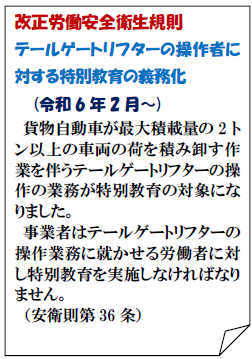 改正労働安全衛生規則
テールゲートリフターの操作者に
対する特別教育の義務化
（令和６年２月～）
貨物自動車が最大積載量の２ト
ン以上の車両の荷を積み卸す作
業を伴うテールゲートリフターの操
作の業務が特別教育の対象にな
りました。
事業者はテールゲートリフターの
操作業務に就かせる労働者に対
し特別教育を実施しなければなり
ません。
（安衛則第 36 条）